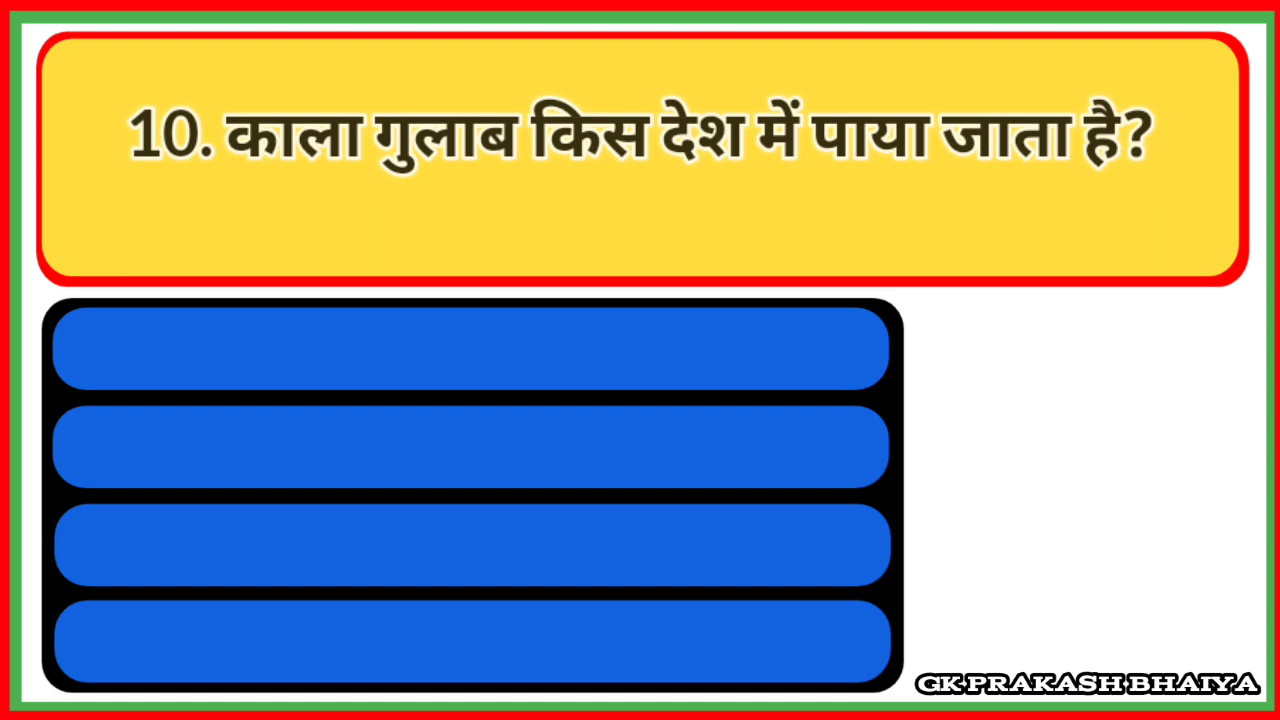 10. काला गुलाब किस देश में पाया जाता है?
GK PRAKASH BHAIYA